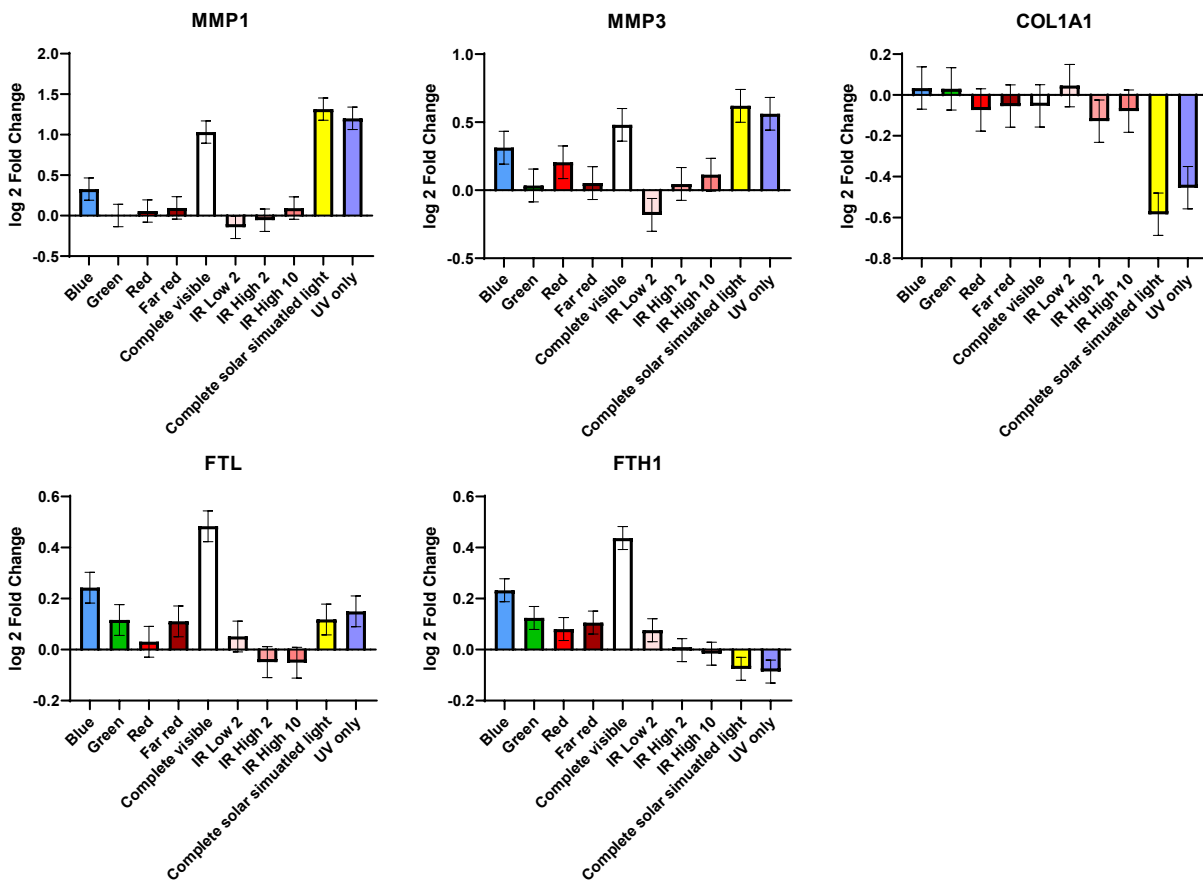 MMP1
log 2 Fold Change
2.0
1.5
1.0
0.5
0.0
-0.5
Blue
Green
Red
Far red
Complete visible
IR Low 2
IR High 2
IR High 10
Complete solar simuatled light
UV only
MMP3
log 2 Fold Change
1.0
0.5
0.0
-0.5
Blue
Green
Red
Far red
Complete visible
IR Low 2
IR High 2
IR High 10
Complete solar simuatled light
UV only
COL1A1
log 2 Fold Change
0.2
0.0
-0.2
-0.4
-0.6
-0.8
Blue
Green
Red
Far red
Complete visible
IR Low 2
IR High 2
IR High 10
Complete solar simuatled light
UV only
FTL
log 2 Fold Change
0.6
0.4
0.2
0.0
-0.2
Blue
Green
Red
Far red
Complete visible
IR Low 2
IR High 2
IR High 10
Complete solar simuatled light
UV only
FTH1
log 2 Fold Change
0.6
0.4
0.2
0.0
-0.2
Blue
Green
Red
Far red
Complete visible
IR Low 2
IR High 2
IR High 10
Complete solar simuatled light
UV only